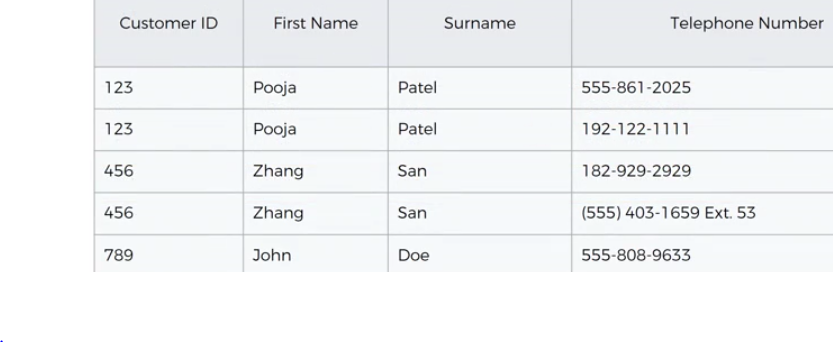 Customer ID First Name Surname Telephone Number
123 Pooja Patel 555-861-2025
123 Pooja Patel 192-122-1111
456 Zhang San 182-929-2929
456 Zhang San (555) 403-1659 Ext. 53
789 John Doe 555-808-9633
.